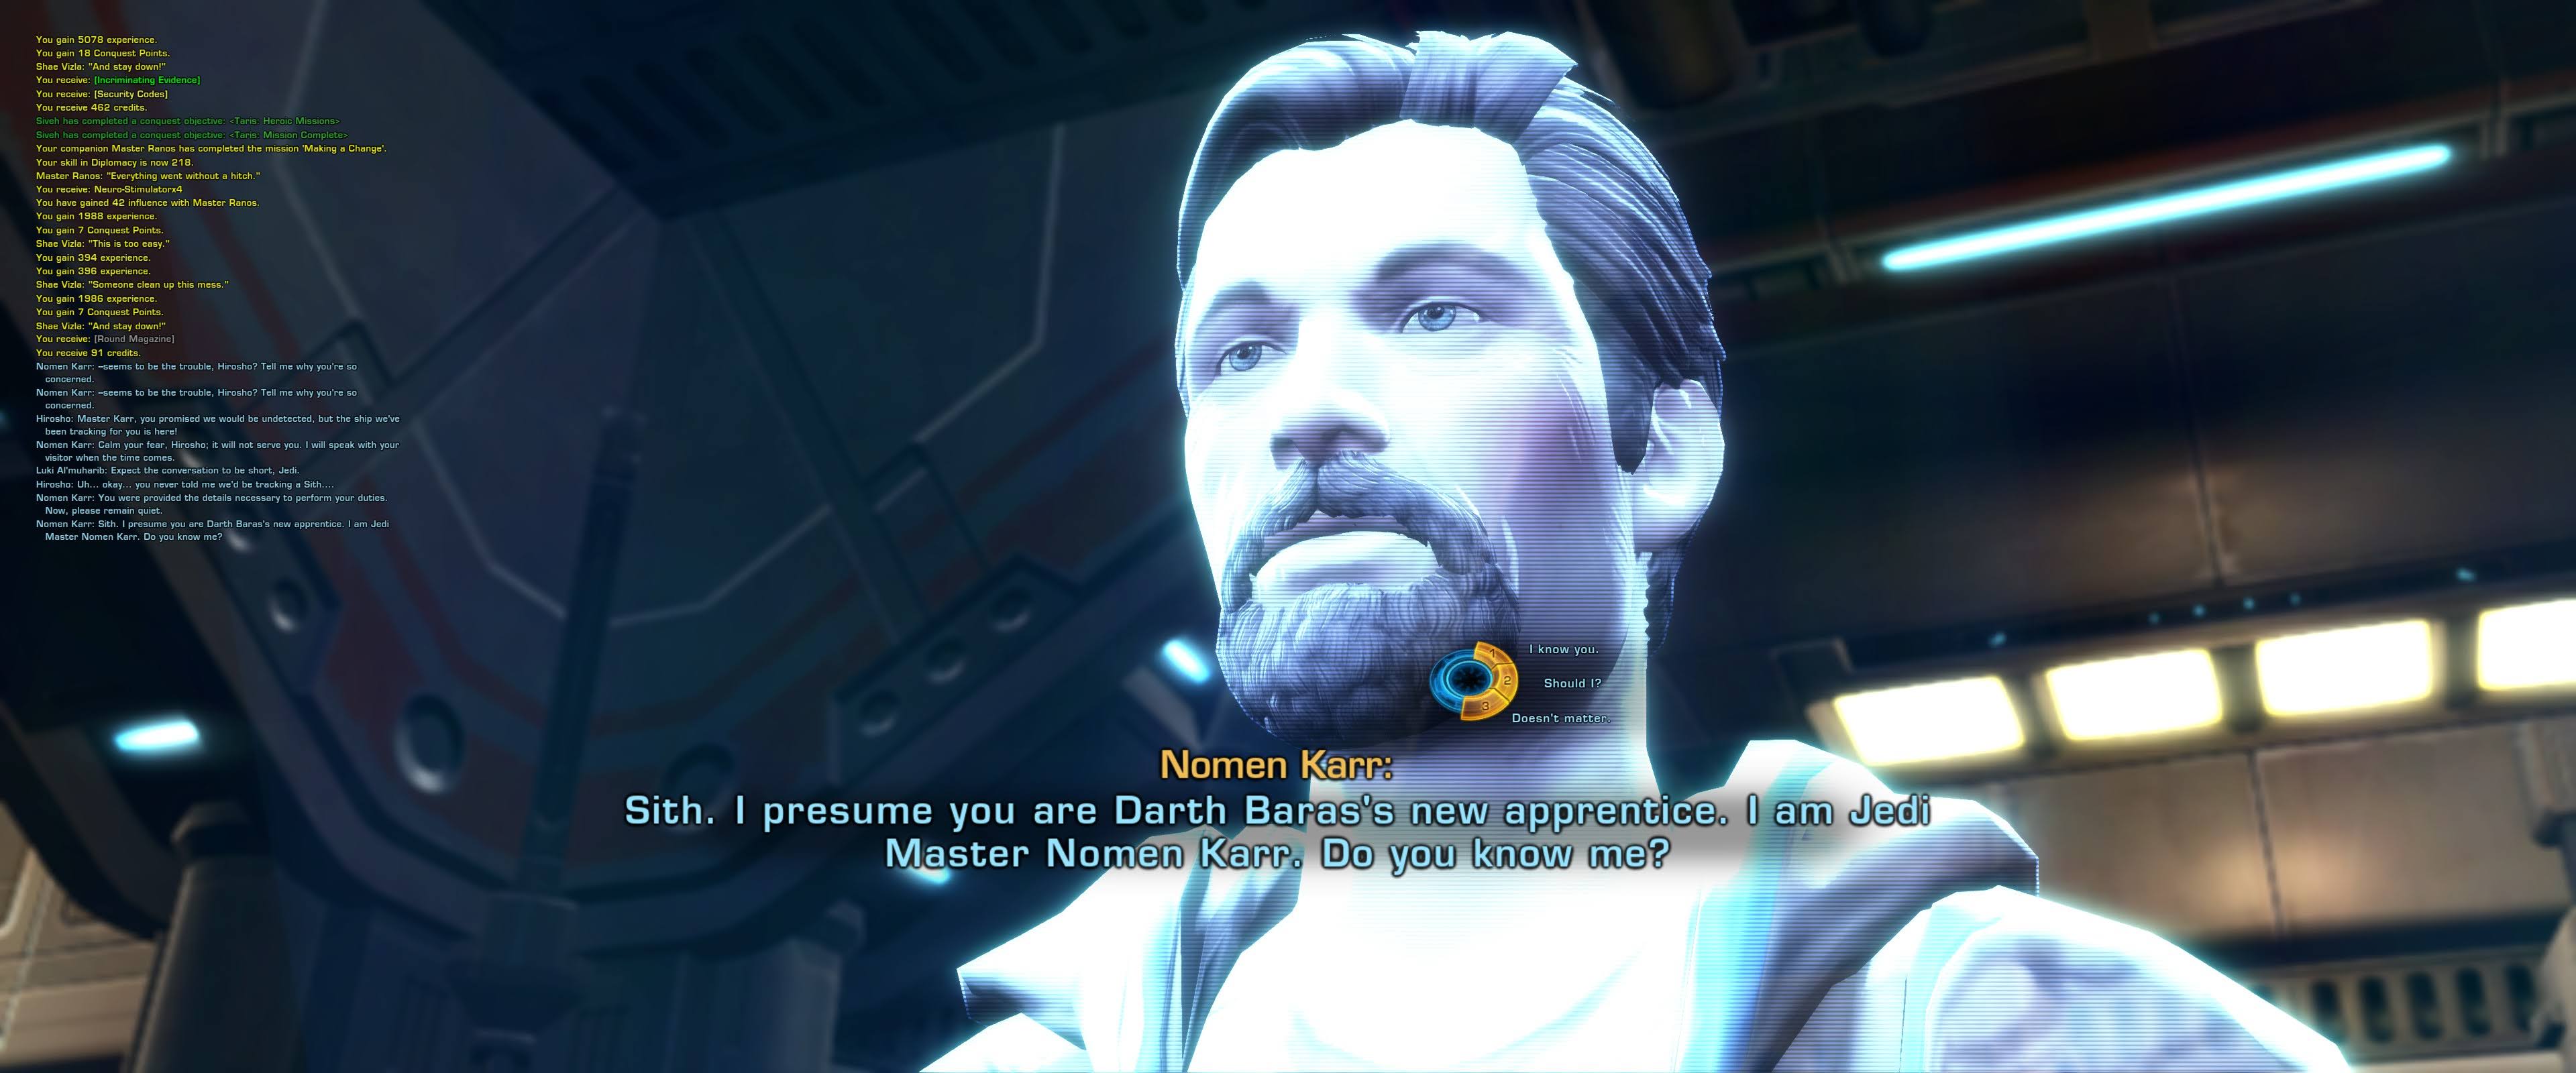 You gain 5078 experience.
You gain 18 Conquest Points.
Shae Vizla: "And stay down!"
You receive: [Incriminating Evidence]
You receive: [Security Codes]
You receive 462 credits.
Siveh has completed a conquest objective: <Taris: Heroic Missions>
Siveh has completed a conquest objective: <Taris: Mission Complete>
Your companion Master Ranos has completed the mission 'Making a Change'.
Your skill in Diplomacy is now 218.
Master Ranos: "Everything went without a hitch."
You receive: Neuro-Stimulatorx4
You have gained 42 influence with Master Ranos.
You gain 1988 experience.
You gain 7 Conquest Points.
Shae Vizla: "This is too easy."
You gain 394 experience.
You gain 396 experience.
Shae Vizla: "Someone clean up this mess."
You gain 1986 experience.
You gain 7 Conquest Points.
Shae Vizla: "And stay down!"
You receive: [Round Magazine]
You receive 91 credits.
Nomen Karr: –seems to be the trouble, Hirosho? Tell me why you're so
concerned.
Nomen Karr: –seems to be the trouble, Hirosho? Tell me why you're so
concerned.
Hirosho: Master Karr, you promised we would be undetected, but the ship we've
been tracking for you is here!
Nomen Karr: Calm your fear, Hirosho; it will not serve you. I will speak with your
visitor when the time comes.
Luki Al'muharib: Expect the conversation to be short, Jedi.
Hirosho: Uh... okay... you never told me we'd be tracking a Sith....
Nomen Karr: You were provided the details necessary to perform your duties.
Now, please remain quiet.
Nomen Karr: Sith. I presume you are Darth Baras's new apprentice. I am Jedi
Master Nomen Karr. Do you know me?
1 I know you.
2 Should I?
3 Doesn't matter.
Nomen Karr:
Sith. I presume you are Darth Baras's new apprentice. I am Jedi
Master Nomen Karr. Do you know me?